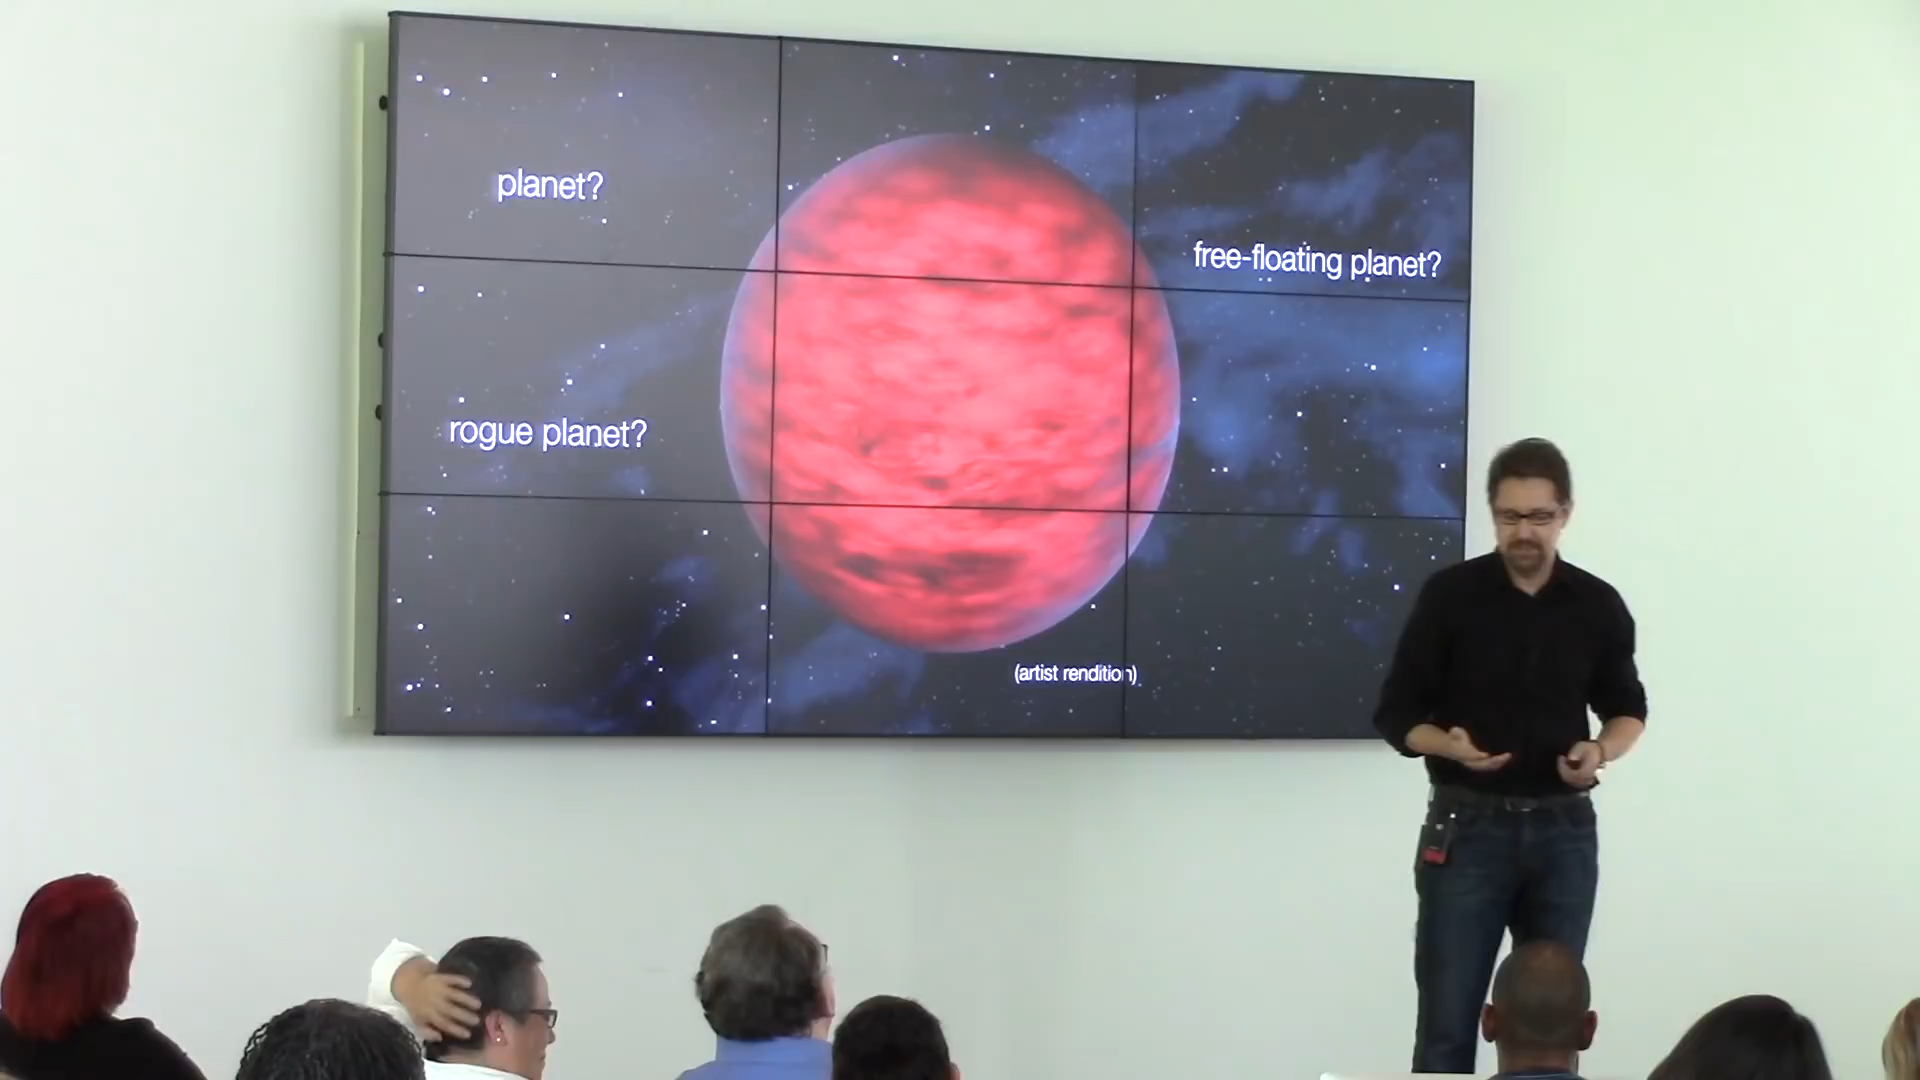 planet?
free-floating planet?
rogue planet?
(artist rendition)